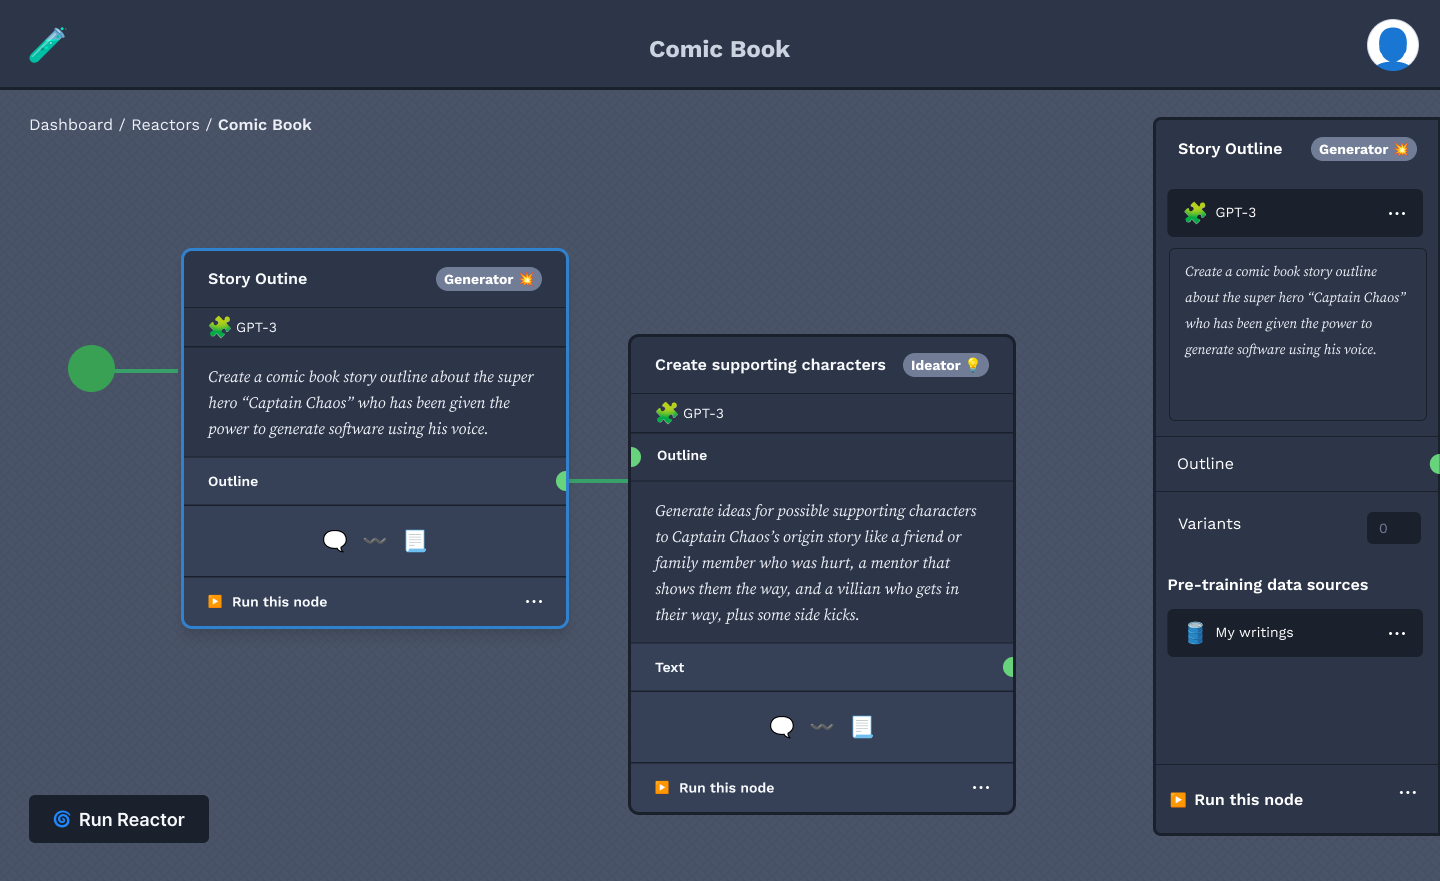 Comic Book
Dashboard / Reactors / Comic Book
Story Outine
Generator
GPT-3
Create a comic book story outline about the super
hero “Captain Chaos” who has been given the
power to generate software using his voice.
Outline
Run this node
Create supporting characters
Ideator
GPT-3
Outline
Generate ideas for possible supporting characters
to Captain Chaos’s origin story like a friend or
family member who was hurt, a mentor that
shows them the way, and a villian who gets in
their way, plus some side kicks.
Text
Run this node
Story Outline
Generator
GPT-3
Create a comic book story outline
about the super hero “Captain Chaos”
who has been given the power to
generate software using his voice.
Outline
Variants
0
Pre-training data sources
My writings
Run this node
Run Reactor